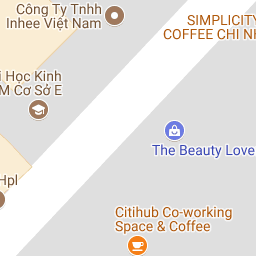 Công Ty Tnhh
Inhee Việt Nam
SIMPLICITY
COFFEE CHI NH
i Học Kinh
M Cơ Sở E
The Beauty Love
Hpl
Citihub Co-working
Space & Coffee